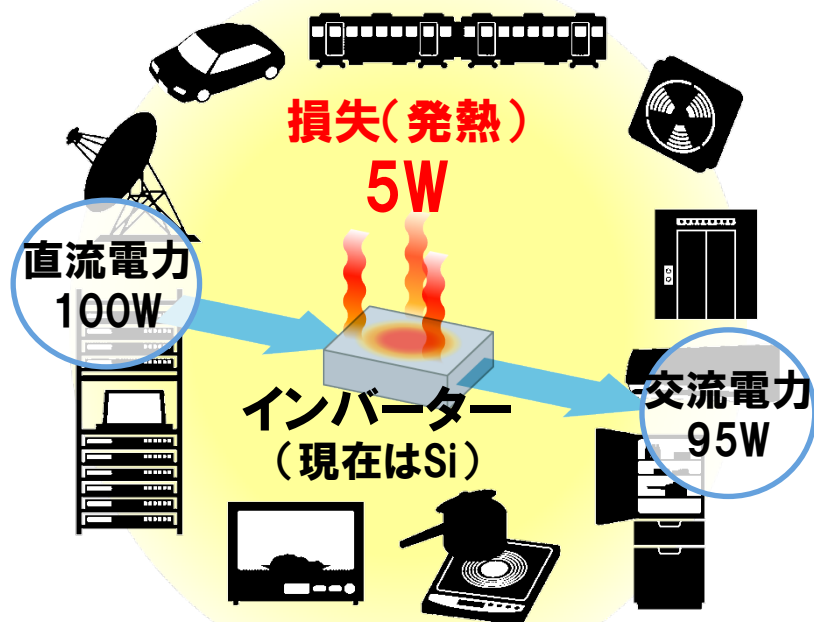 損失(発熱)
5W
直流電力
100W
インバーター
(現在はSi)
交流電力
95W